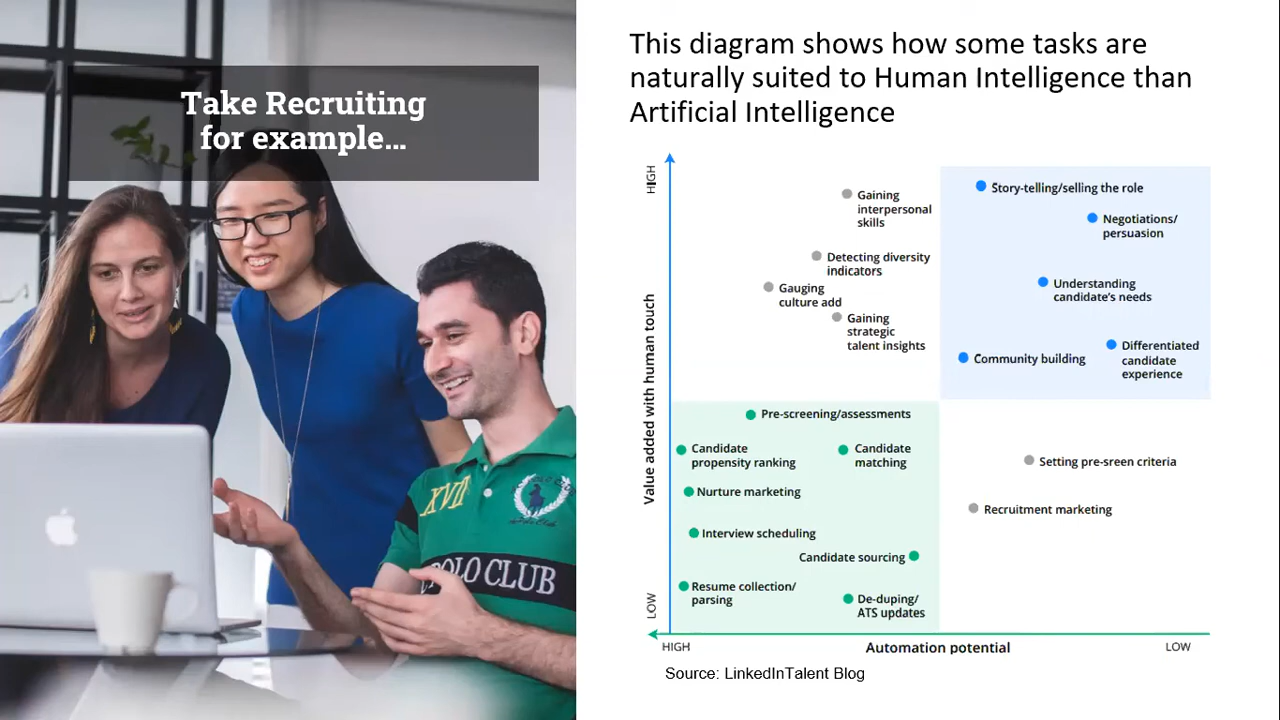 Take Recruiting
for example...
This diagram shows how some tasks are
naturally suited to Human Intelligence than
Artificial Intelligence
HIGH
Value added with human touch
LOW
Story-telling/selling the role
Gaining
interpersonal
skills
Negotiations/
persuasion
Detecting diversity
indicators
Gauging
culture add
Understanding
candidate's needs
Gaining
strategic
talent insights
Community building
Differentiated
candidate
experience
Pre-screening/assessments
Candidate
propensity ranking
Candidate
matching
Setting pre-sreen criteria
Nurture marketing
Recruitment marketing
Interview scheduling
Candidate sourcing
Resume collection/
parsing
De-duping/
ATS updates
HIGH
Automation potential
LOW
Source: LinkedInTalent Blog
XVII
POLO CLUB